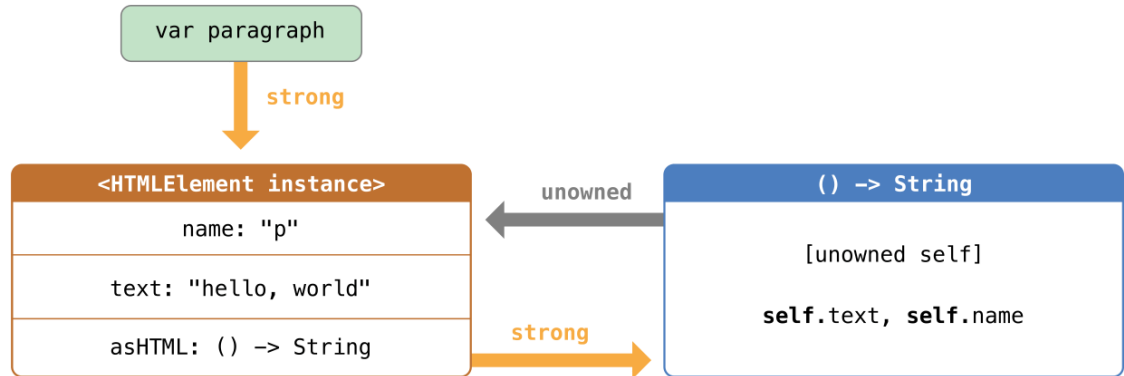 var paragraph
strong
<HTMLElement instance>
name: "p"
text: "hello, world"
asHTML: () -> String
unowned
strong
() -> String
[unowned self]
self.text, self.name